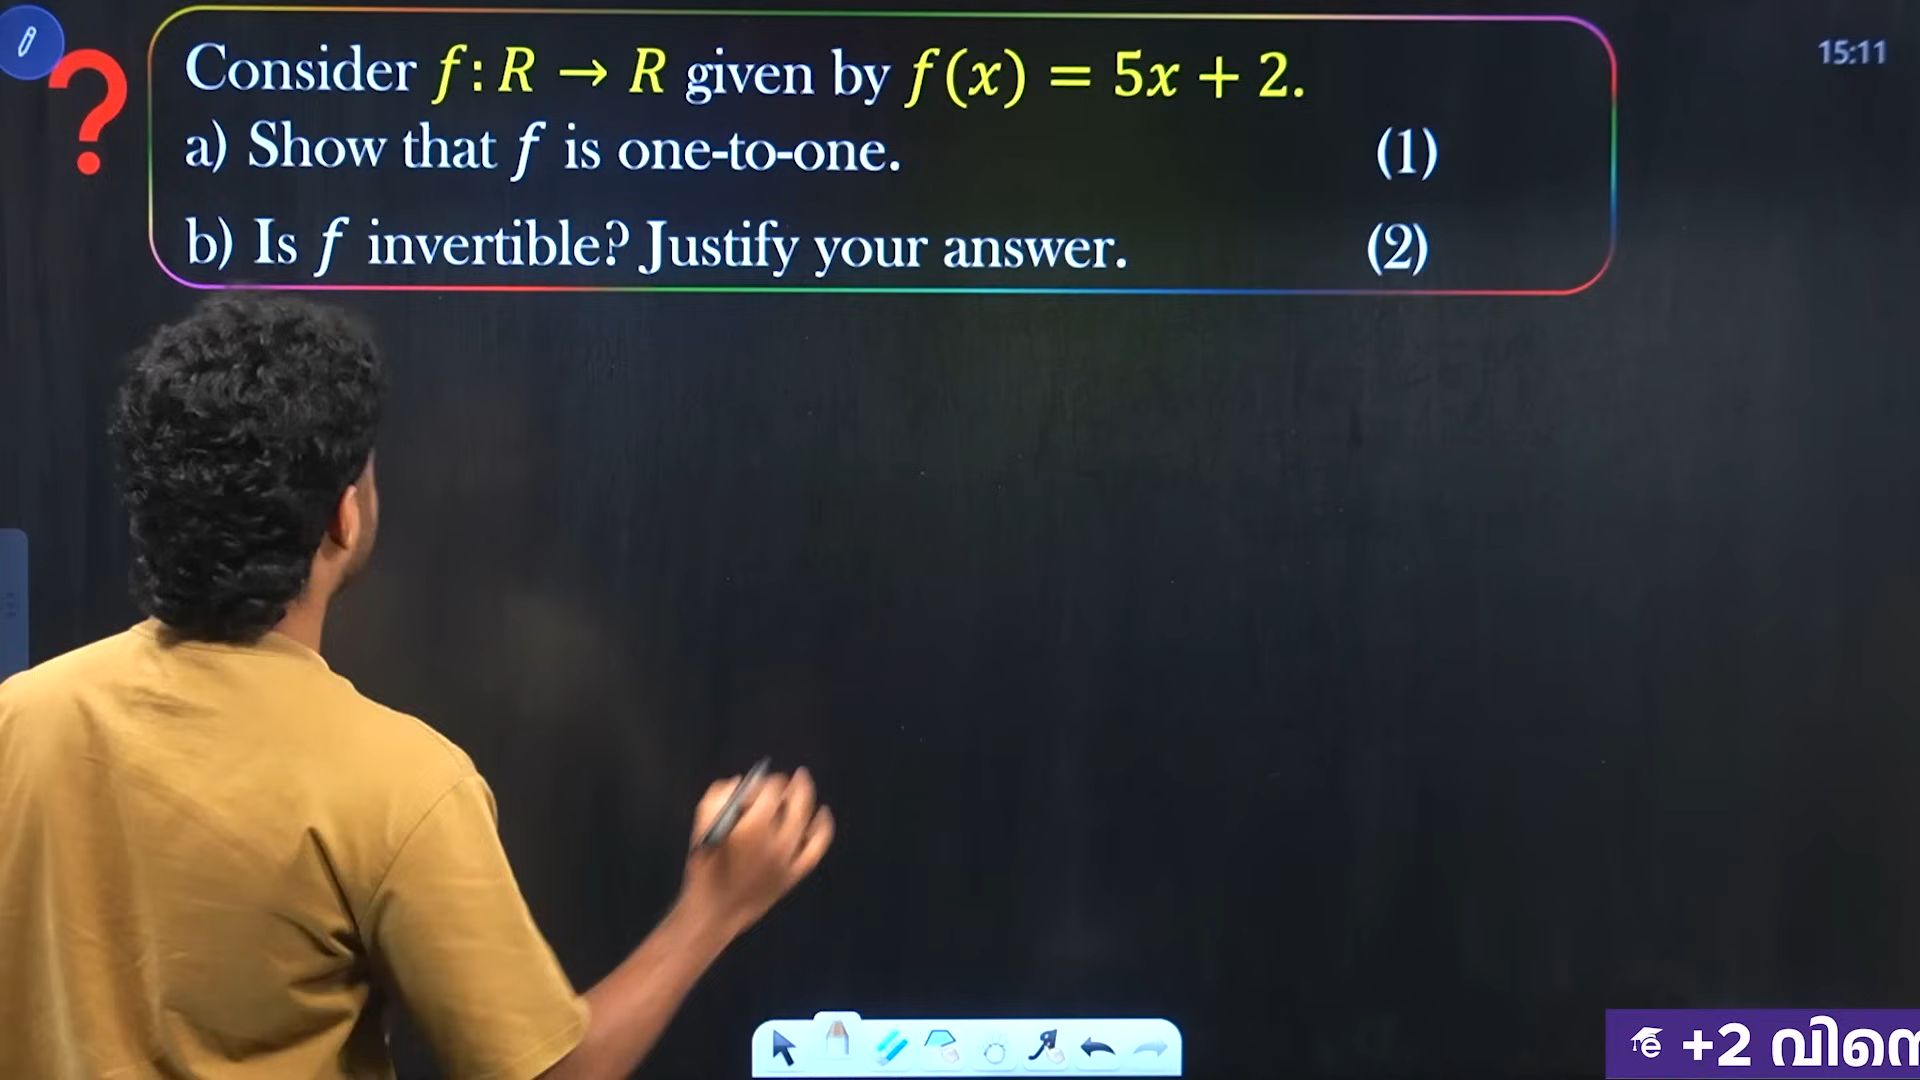 Consider f: R → R given by f(x) = 5x + 2.
a) Show that f is one-to-one. (1)
b) Is f invertible? Justify your answer. (2)
15:11
?
e +2